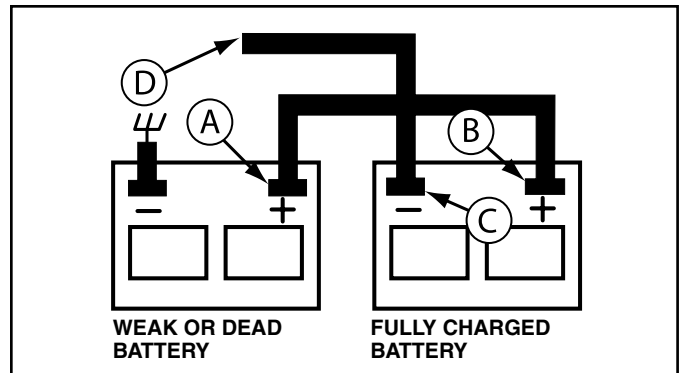 D
A
B
C
− + − +
WEAK OR DEAD
BATTERY
FULLY CHARGED
BATTERY